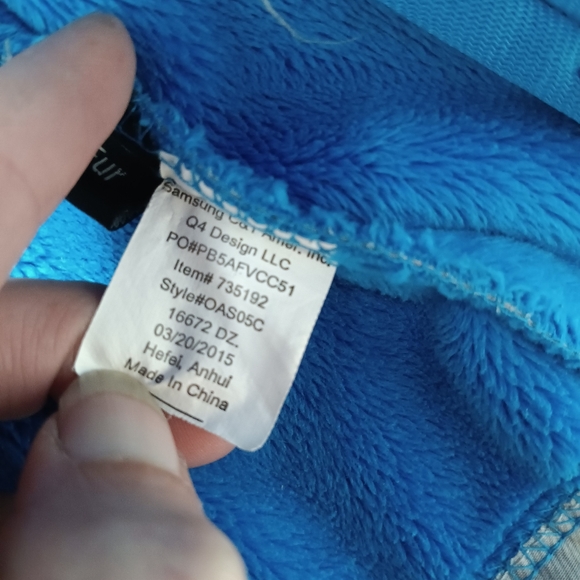 Samsung C&T Amer. Inc.
Q4 Design LLC
PO#PB5AFVCC51
Item# 735192
Style#OAS05C
16672 DZ.
03/20/2015
Hefei, Anhui
Made In China